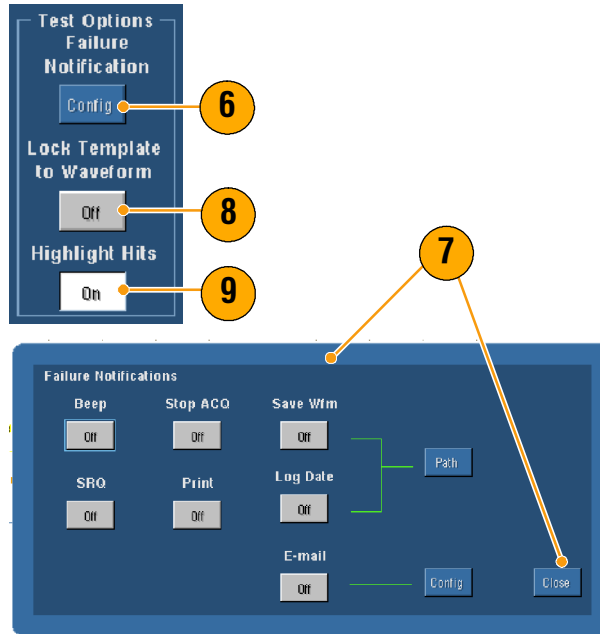 Test Options
Failure
Notification
Config
6
Lock Template
to Waveform
Off
8
Highlight Hits
On
9
7
Failure Notifications
Beep Stop ACQ Save Wfm
Off Off Off
Path
SRQ Print Log Date
Off Off Off
E-mail
Off Config Close